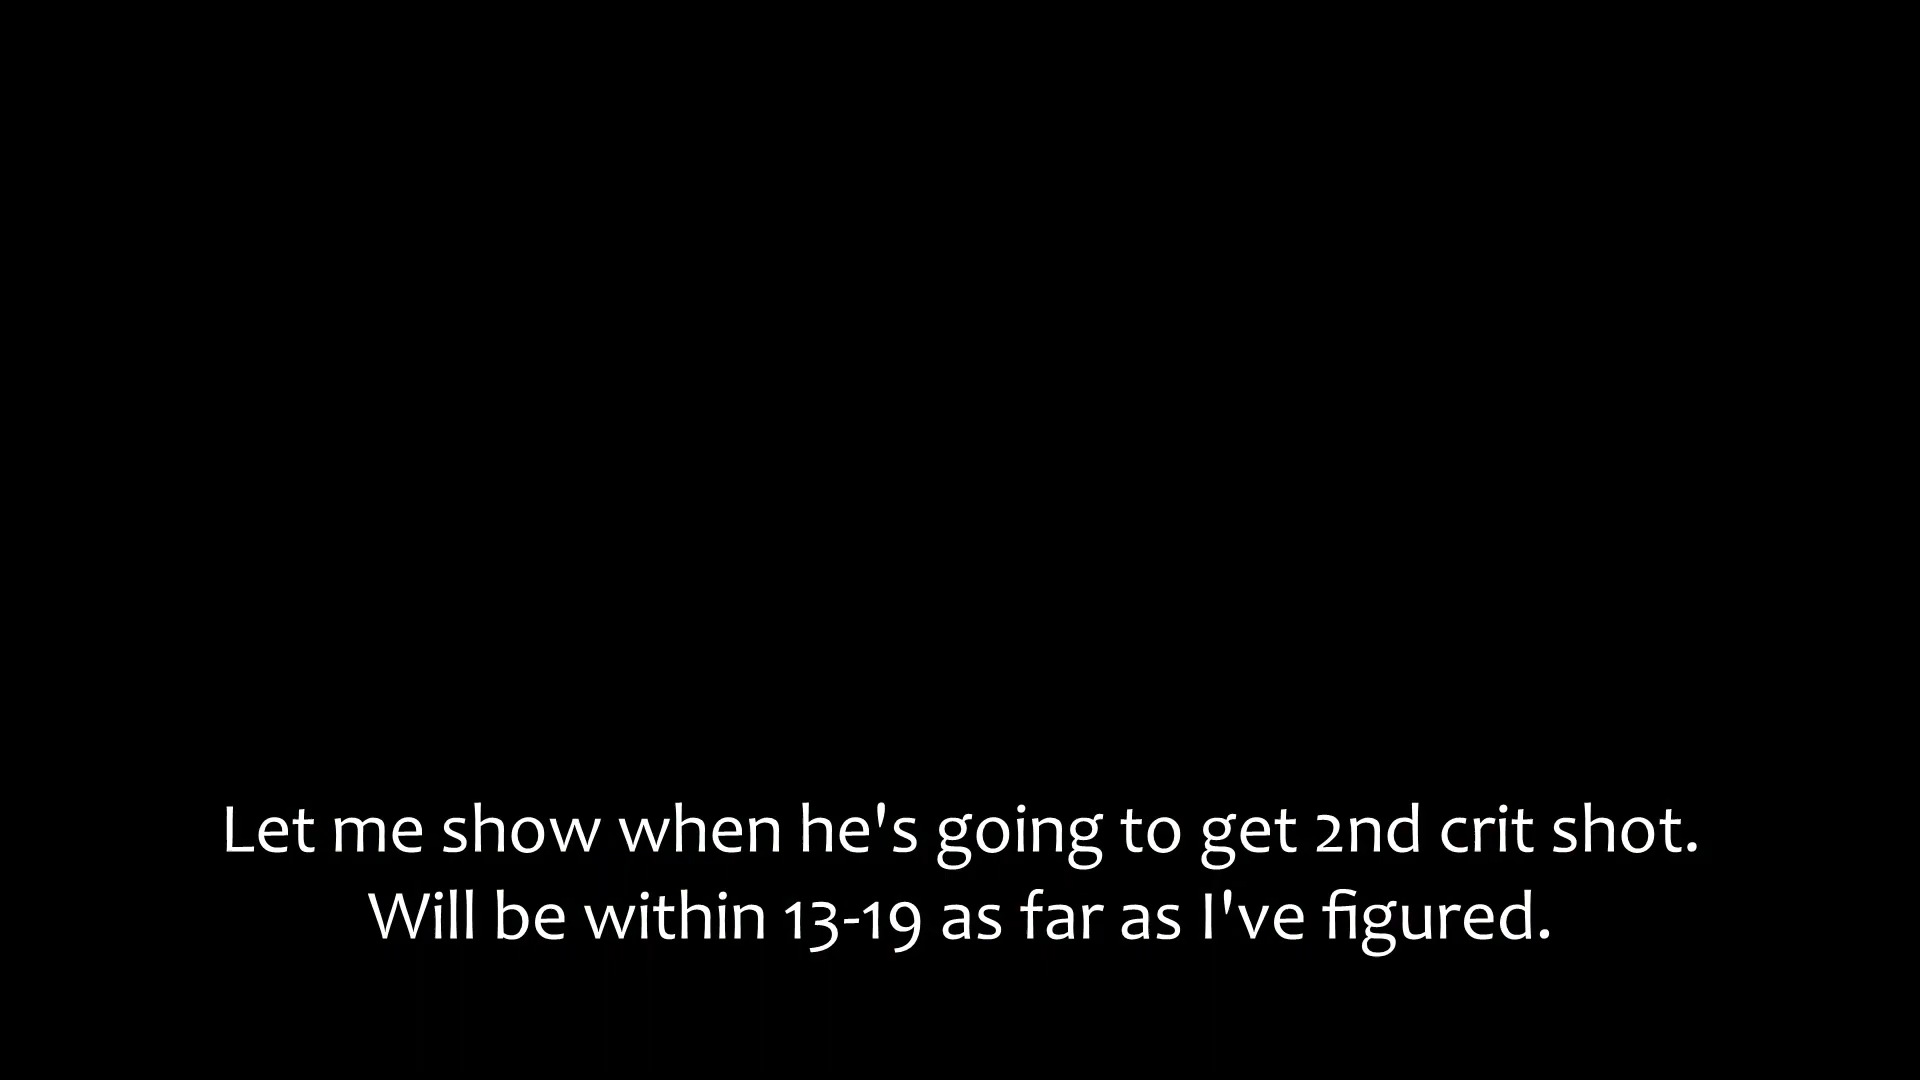 Let me show when he's going to get 2nd crit shot.
Will be within 13-19 as far as I've figured.